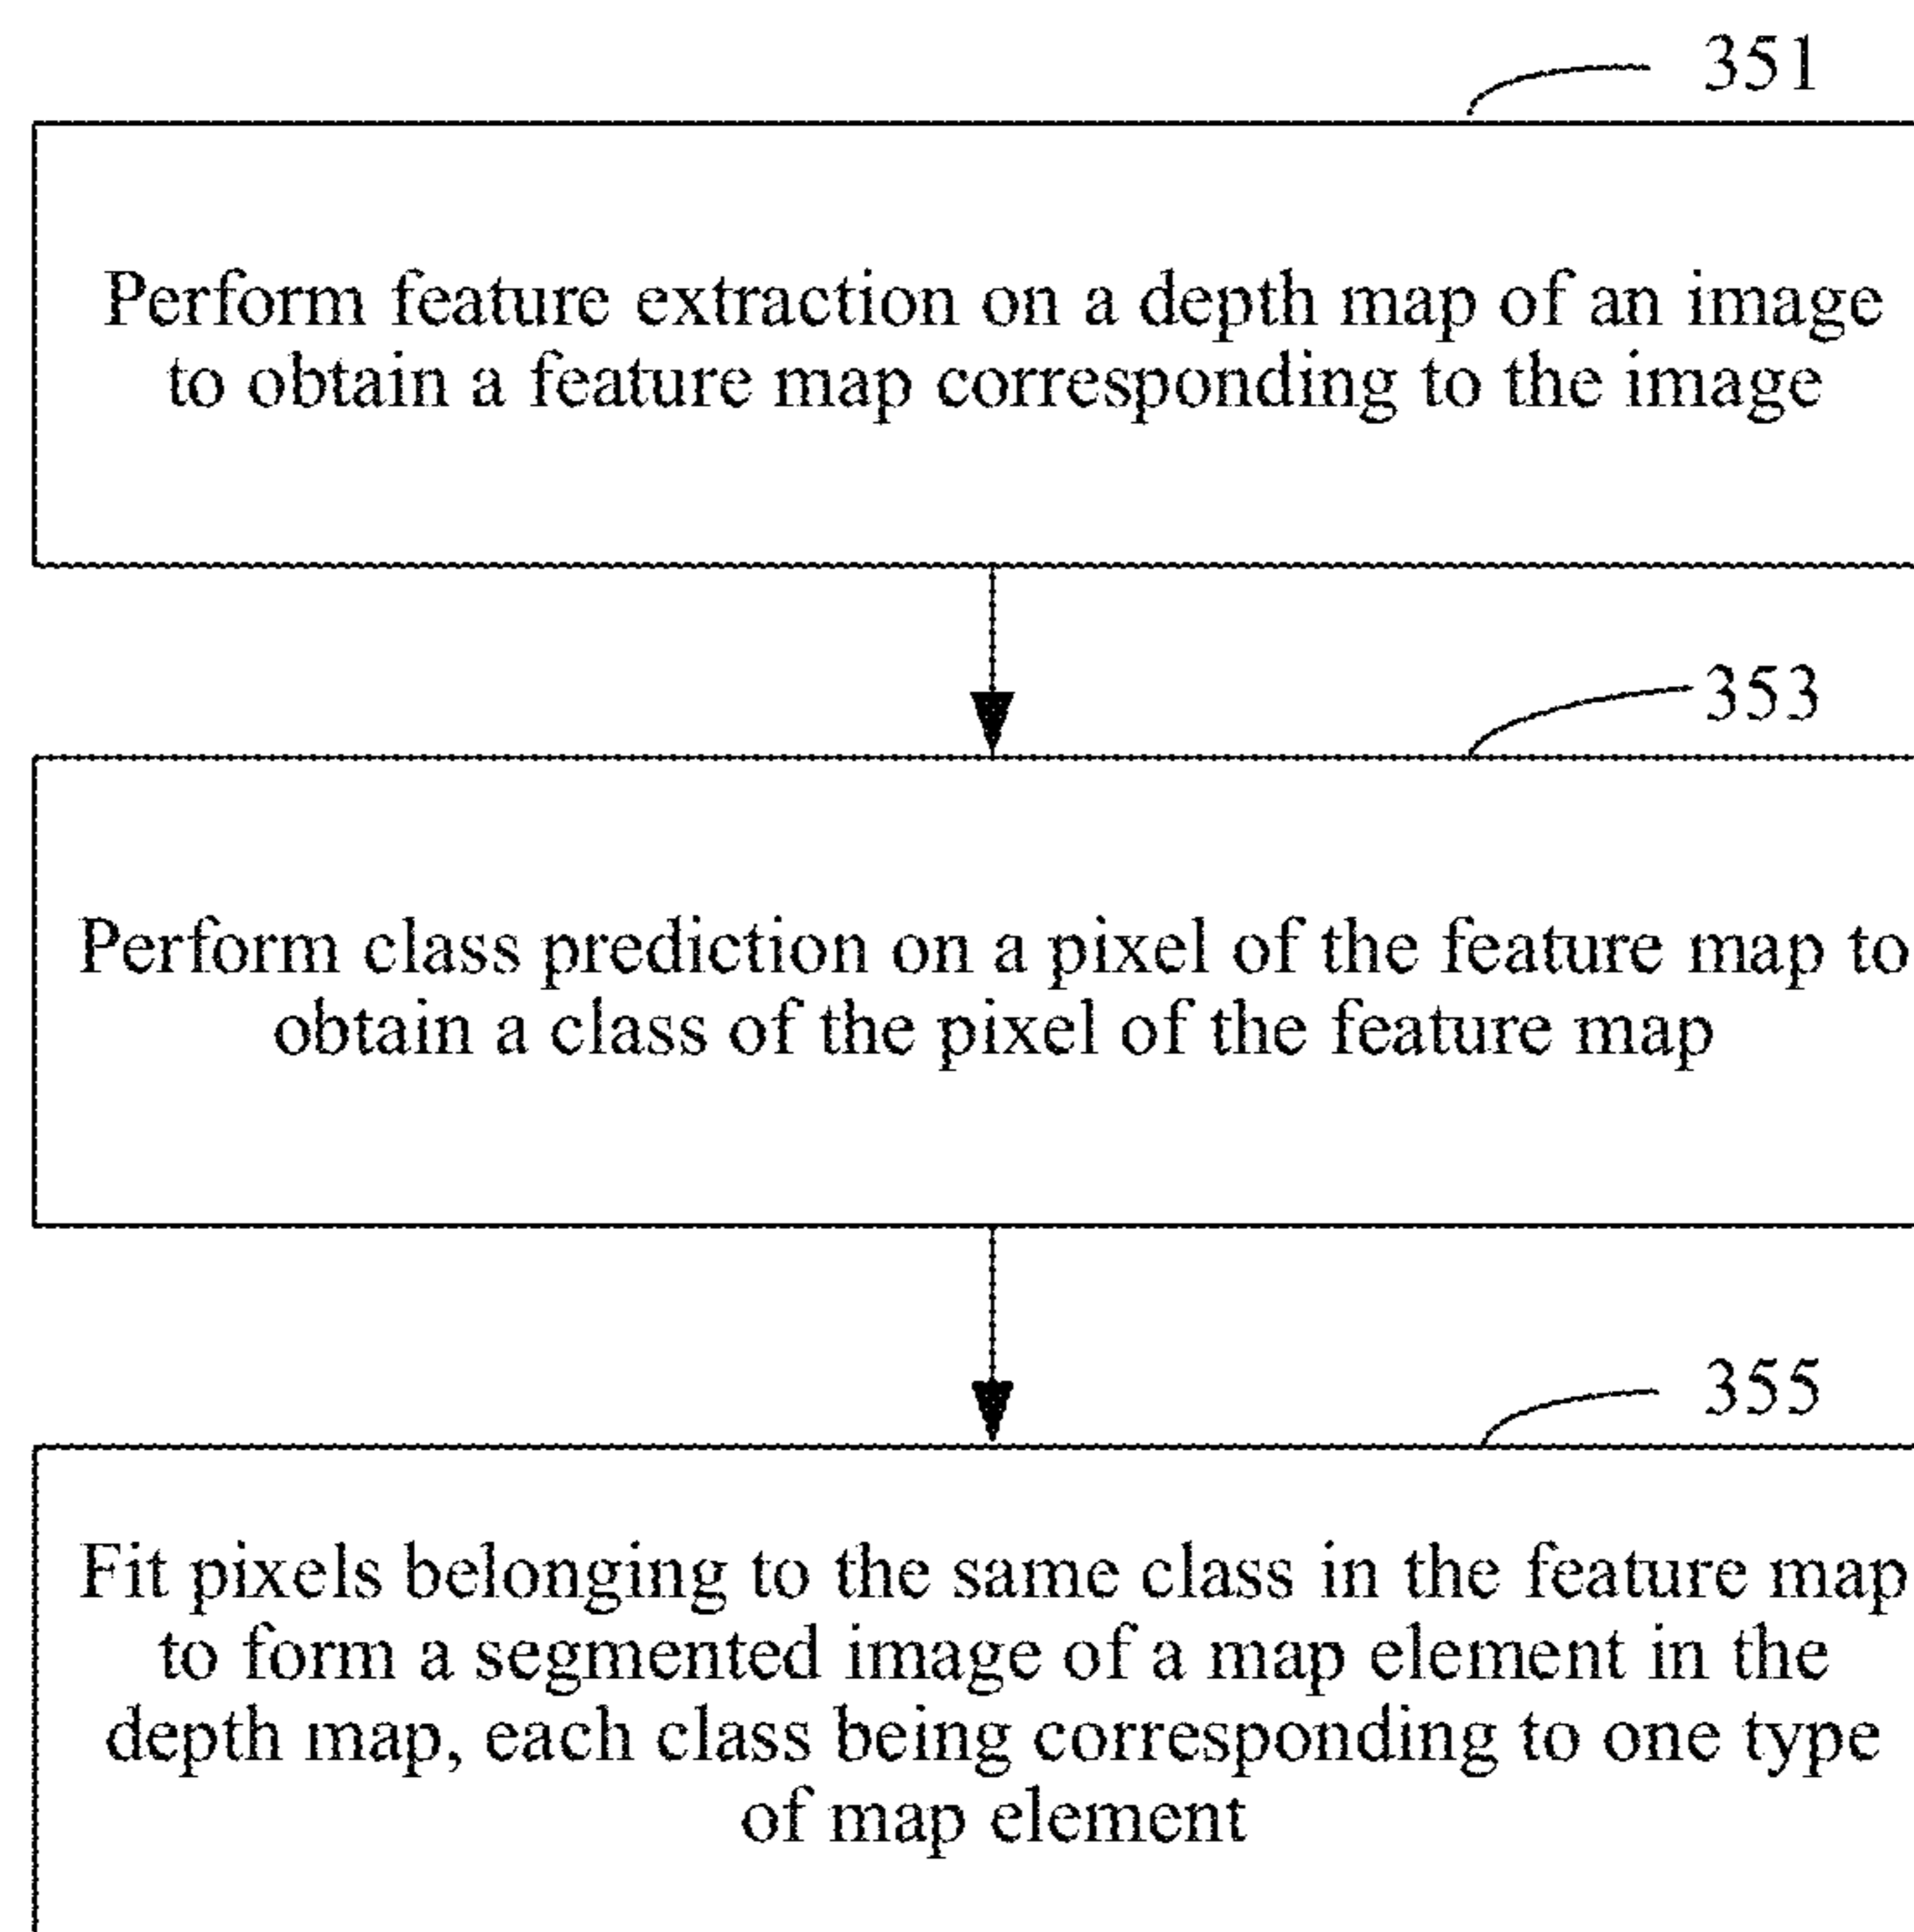 351
Perform feature extraction on a depth map of an image
to obtain a feature map corresponding to the image
353
Perform class prediction on a pixel of the feature map to
obtain a class of the pixel of the feature map
355
Fit pixels belonging to the same class in the feature map
to form a segmented image of a map element in the
depth map, each class being corresponding to one type
of map element